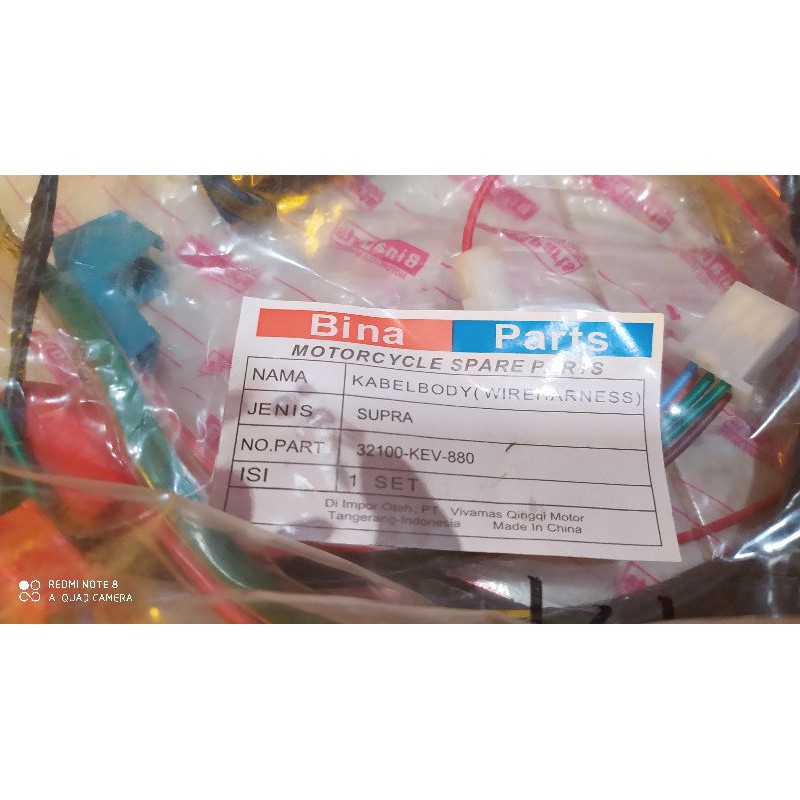 Bina Parts
MOTORCYCLE SPARE PARTS
NAMA KABELBODY(WIREHARNESS)
JENIS SUPRA
NO.PART 32100-KEV-880
ISI 1 SET
Di Impor Oleh; PT. Vivamas Qingqi Motor
Tangerang-Indonesia Made In China
REDMI NOTE 8
AI QUAD CAMERA